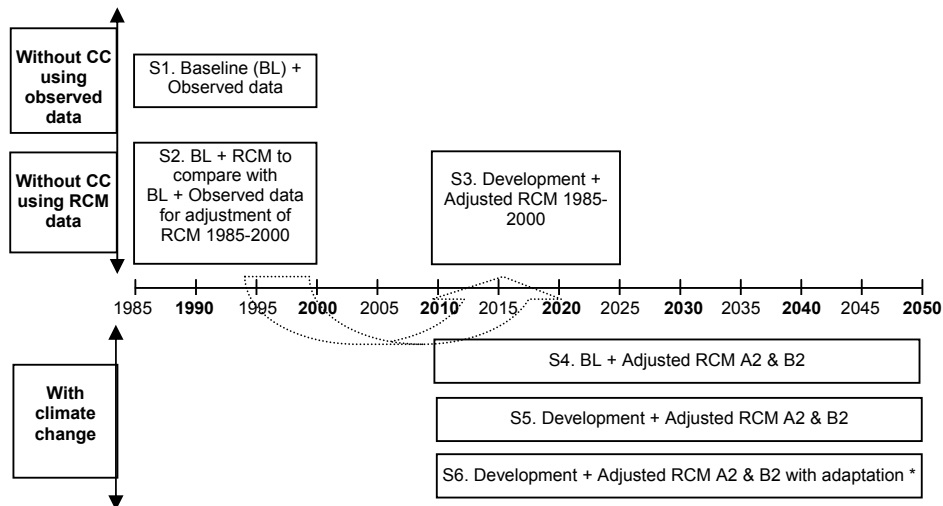 Without CC
using
observed
data
S1. Baseline (BL) +
Observed data
Without CC
using RCM
data
S2. BL + RCM to
compare with
BL + Observed data
for adjustment of
RCM 1985-2000
S3. Development +
Adjusted RCM 1985-
2000
1985 1990 1995 2000 2005 2010 2015 2020 2025 2030 2035 2040 2045 2050
With
climate
change
S4. BL + Adjusted RCM A2 & B2
S5. Development + Adjusted RCM A2 & B2
S6. Development + Adjusted RCM A2 & B2 with adaptation *